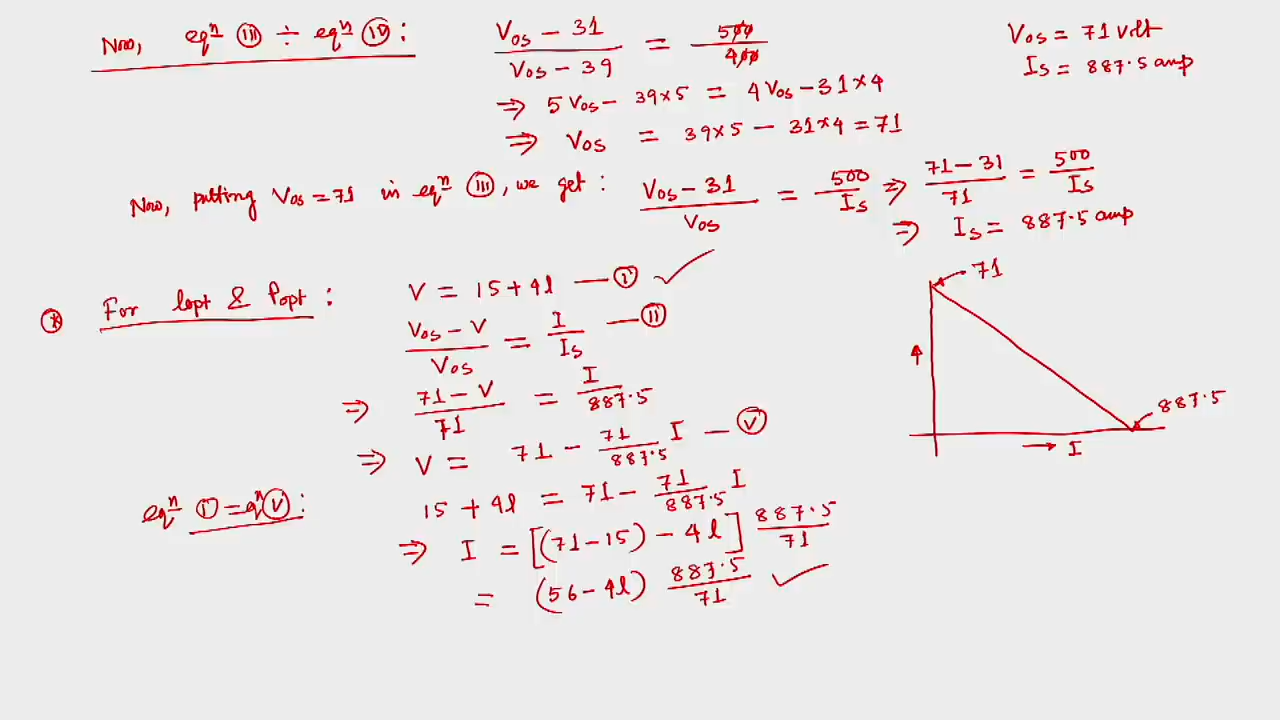 Now, eqⁿ (iii) ÷ eqⁿ (iv) : (Vos − 31)/(Vos − 39) = 500/400
⇒ 5Vos − 39×5 = 4Vos − 31×4
⇒ Vos = 39×5 − 31×4 = 71
Vos = 71 volt
Is = 887.5 amp
Now, putting Vos = 71 in eqⁿ (iii), we get : (Vos − 31)/Vos = 500/Is ⇒ (71 − 31)/71 = 500/Is
⇒ Is = 887.5 amp
* For lopt & Popt : V = 15 + 4l — (i) ✓
(Vos − V)/Vos = I/Is — (ii)
⇒ (71 − V)/71 = I/887.5
⇒ V = 71 − 71/887.5 I — (v)
eqⁿ (i) = eqⁿ (v) : 15 + 4l = 71 − 71/887.5 I
⇒ I = [(71 − 15) − 4l] 887.5/71
= (56 − 4l) 887.5/71 ✓
71
887.5
→ I